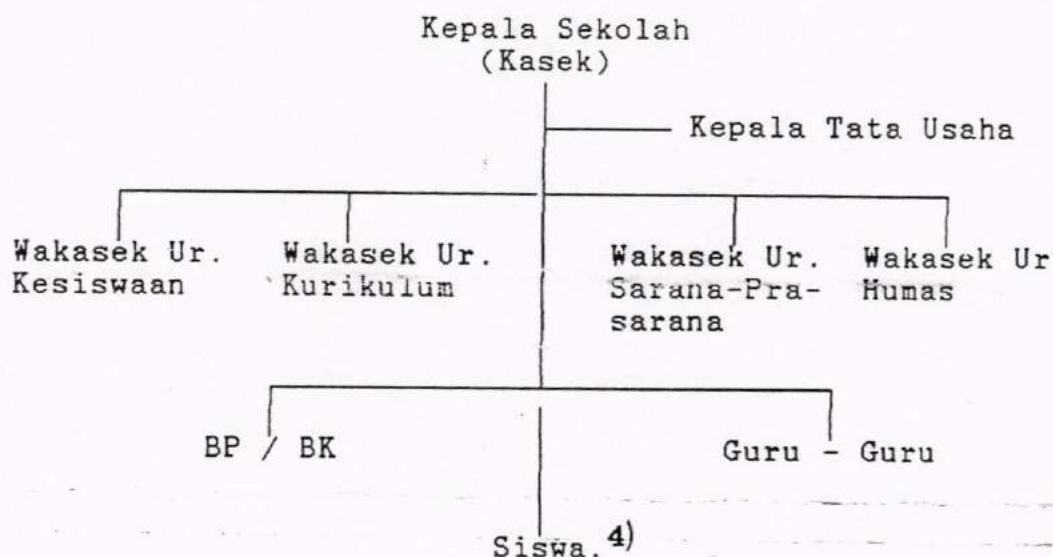 Kepala Sekolah
(Kasek)
Kepala Tata Usaha
Wakasek Ur.
Kesiswaan
Wakasek Ur.
Kurikulum
Wakasek Ur.
Sarana-Pra-
sarana
Wakasek Ur
Humas
BP / BK
Guru - Guru
Siswa. 4)